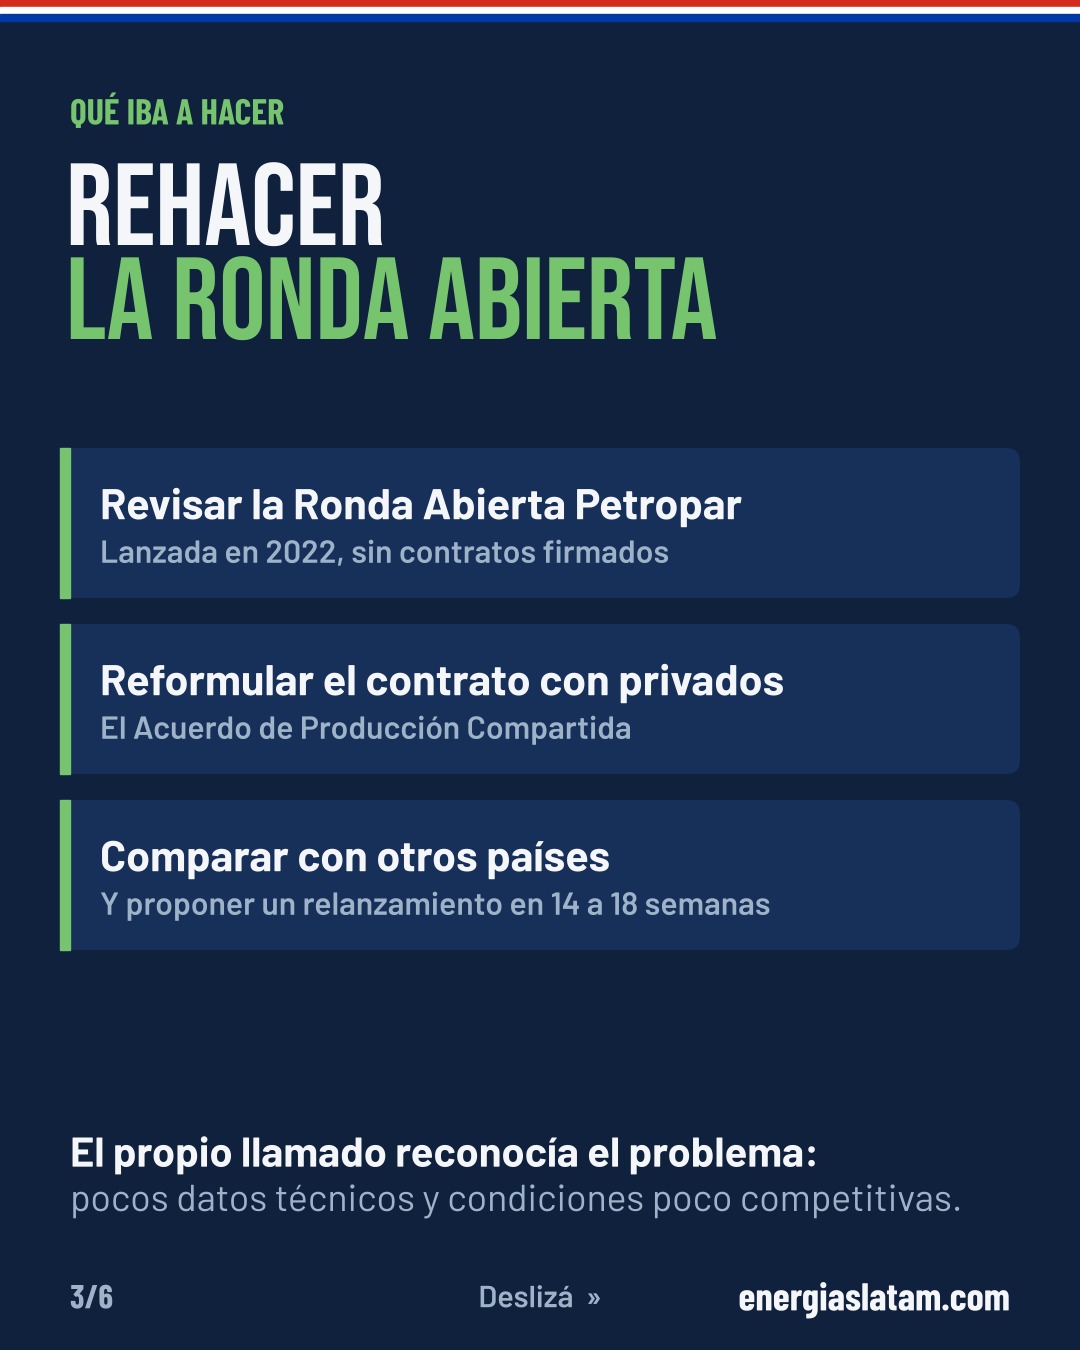 QUÉ IBA A HACER
REHACER
LA RONDA ABIERTA
Revisar la Ronda Abierta Petropar
Lanzada en 2022, sin contratos firmados
Reformular el contrato con privados
El Acuerdo de Producción Compartida
Comparar con otros países
Y proponer un relanzamiento en 14 a 18 semanas
El propio llamado reconocía el problema:
pocos datos técnicos y condiciones poco competitivas.
3/6
Deslizá »
energiaslatam.com